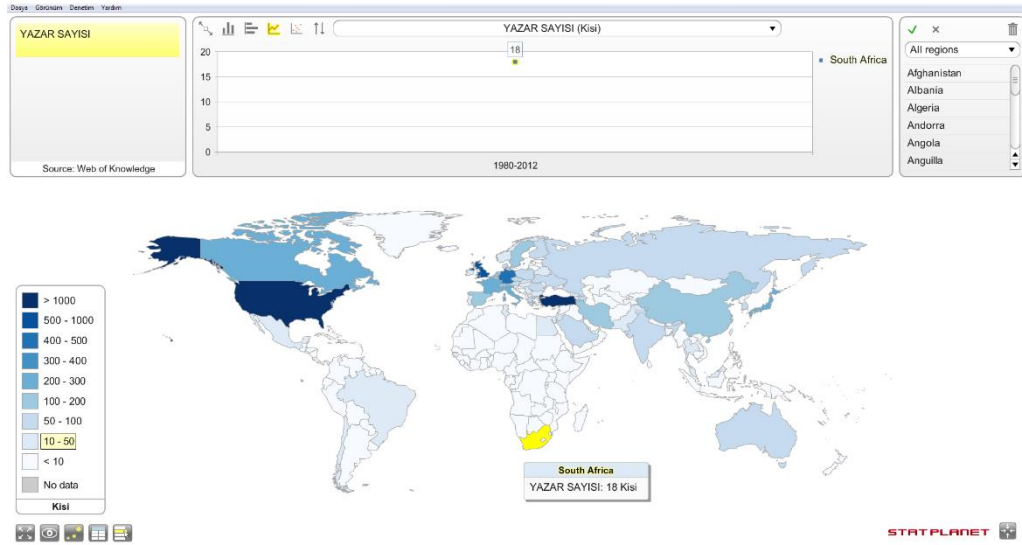 Dosya Görünüm Denetim Yardım
YAZAR SAYISI
Source: Web of Knowledge
YAZAR SAYISI (Kisi)
20
15
10
5
0
18
South Africa
1980-2012
All regions
Afghanistan
Albania
Algeria
Andorra
Angola
Anguilla
> 1000
500 - 1000
400 - 500
300 - 400
200 - 300
100 - 200
50 - 100
10 - 50
< 10
No data
Kisi
South Africa
YAZAR SAYISI: 18 Kisi
STATPLANET